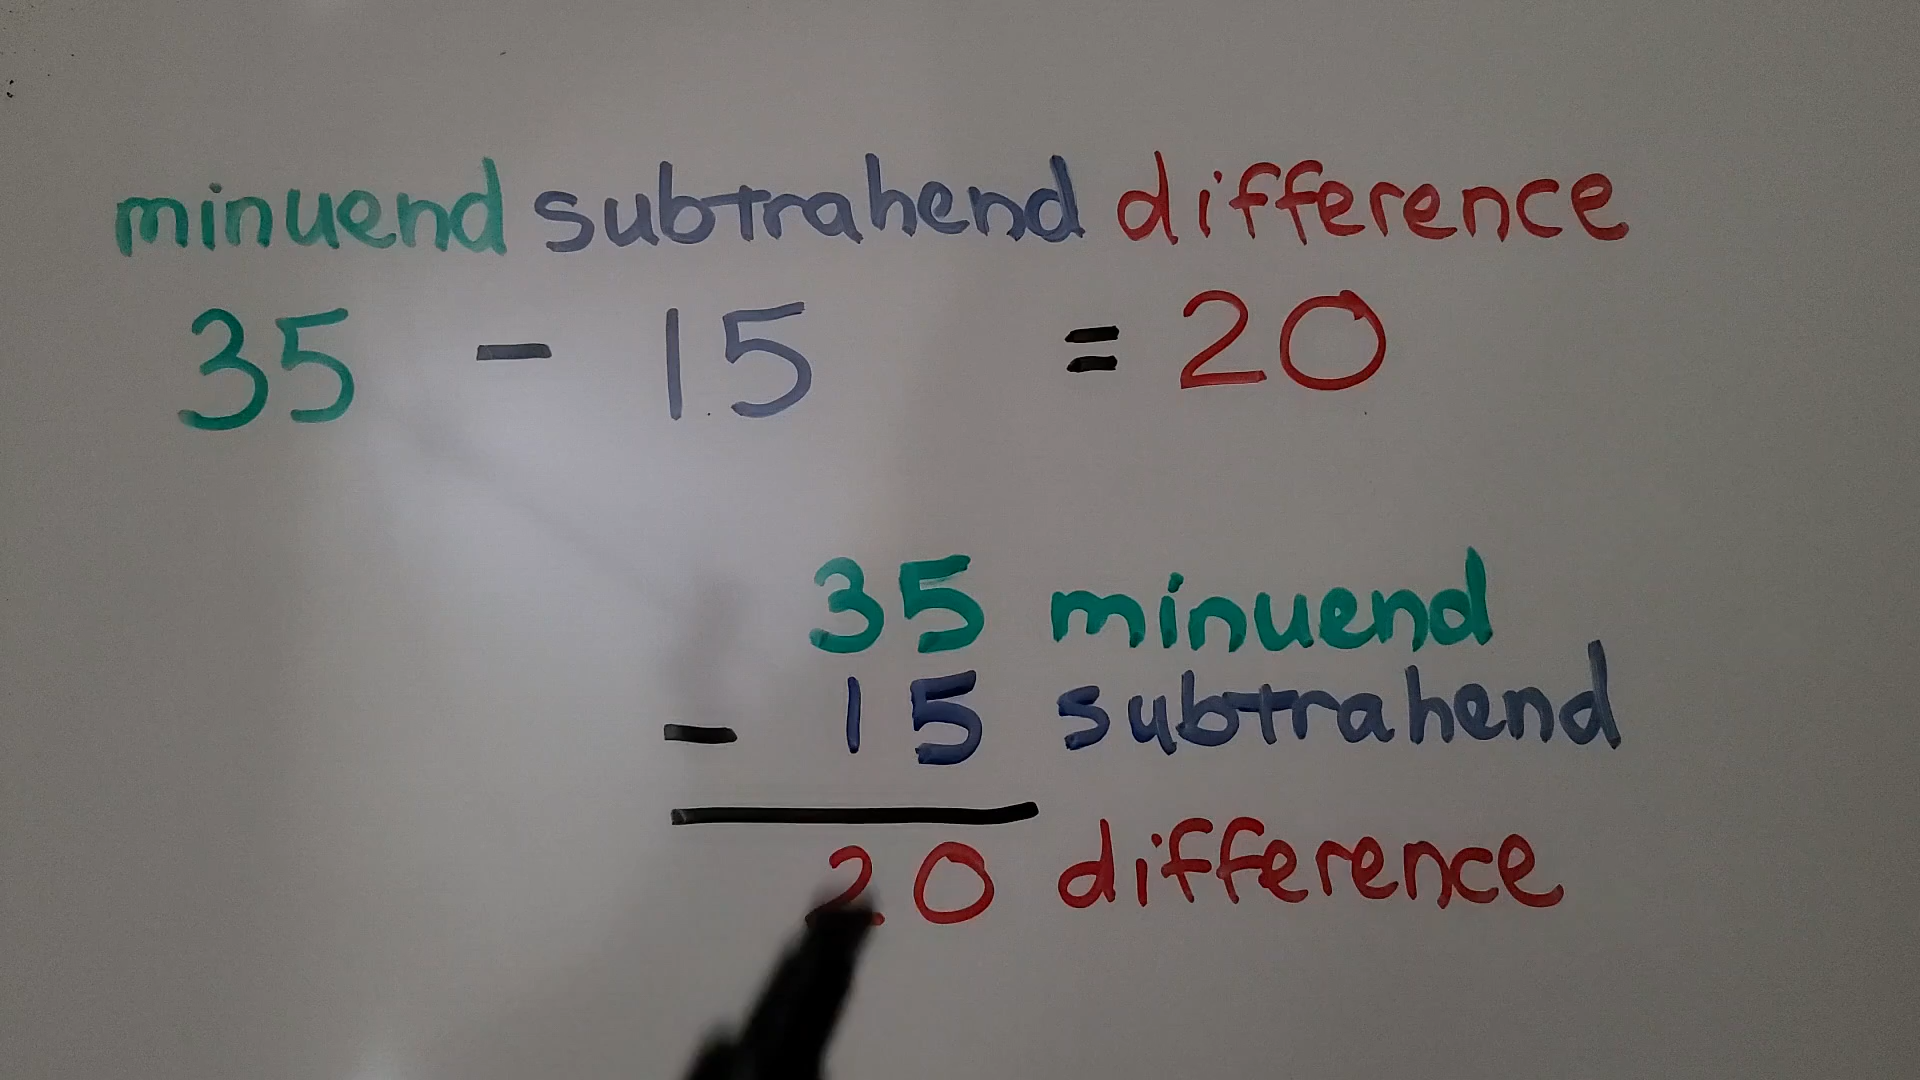 minuend subtrahend difference
35 - 15 = 20
35 minuend
- 15 subtrahend
20 difference